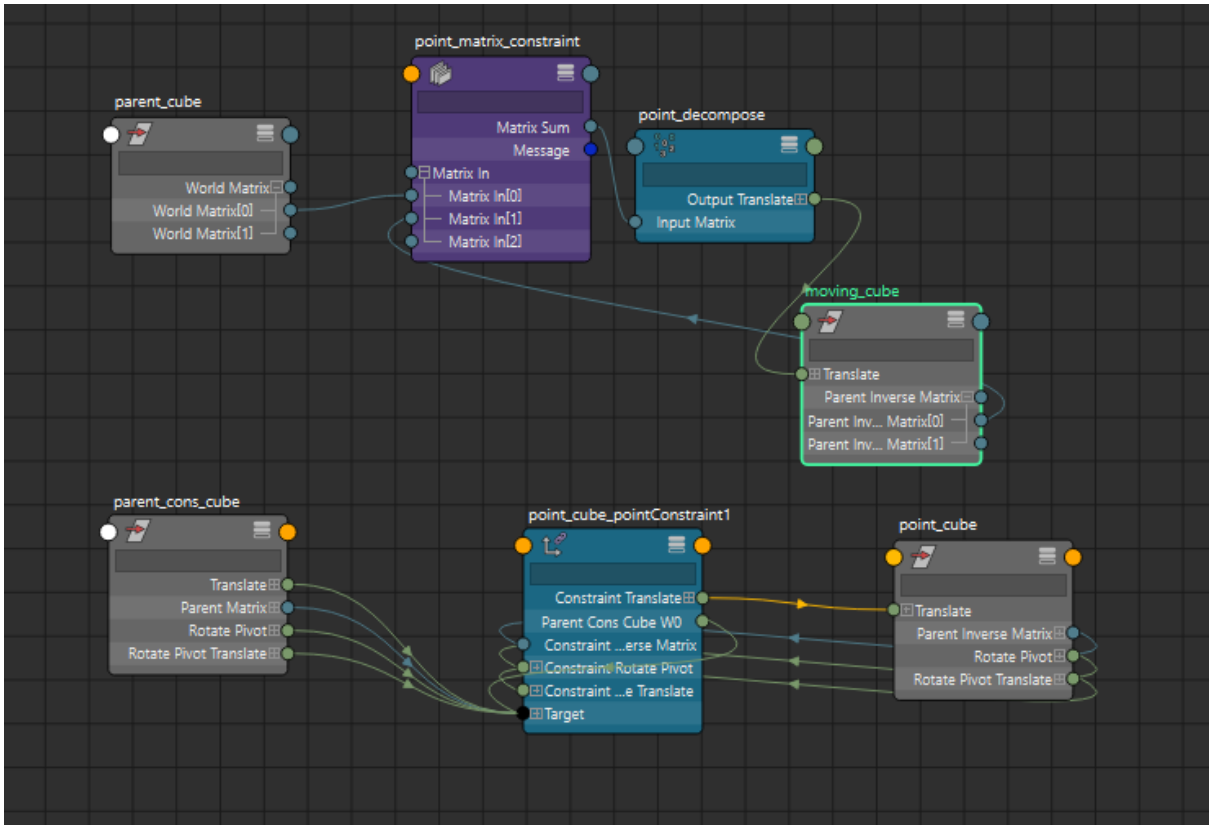 point_matrix_constraint
Matrix Sum
Message
Matrix In
Matrix In[0]
Matrix In[1]
Matrix In[2]
parent_cube
World Matrix
World Matrix[0]
World Matrix[1]
point_decompose
Output Translate
Input Matrix
moving_cube
Translate
Parent Inverse Matrix
Parent Inv... Matrix[0]
Parent Inv... Matrix[1]
parent_cons_cube
Translate
Parent Matrix
Rotate Pivot
Rotate Pivot Translate
point_cube_pointConstraint1
Constraint Translate
Parent Cons Cube W0
Constraint ...erse Matrix
Constraint Rotate Pivot
Constraint ...e Translate
Target
point_cube
Translate
Parent Inverse Matrix
Rotate Pivot
Rotate Pivot Translate